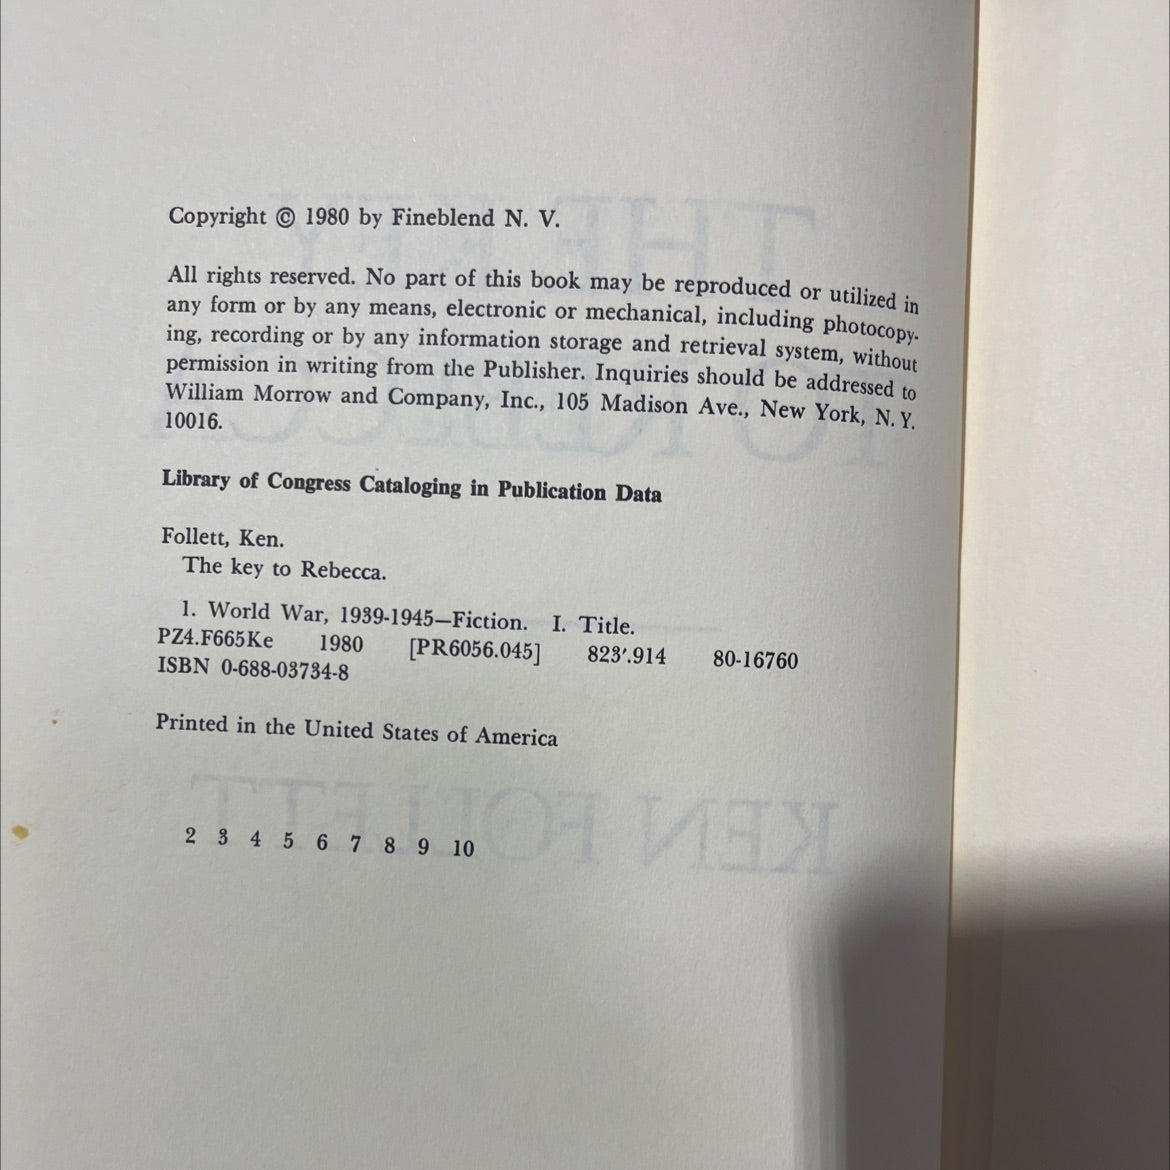 Copyright © 1980 by Fineblend N. V.
All rights reserved. No part of this book may be reproduced or utilized in
any form or by any means, electronic or mechanical, including photocopy-
ing, recording or by any information storage and retrieval system, without
permission in writing from the Publisher. Inquiries should be addressed to
William Morrow and Company, Inc., 105 Madison Ave., New York, N. Y.
10016.
Library of Congress Cataloging in Publication Data
Follett, Ken.
The key to Rebecca.
1. World War, 1939-1945—Fiction. I. Title.
PZ4.F665Ke 1980 [PR6056.045] 823′.914 80-16760
ISBN 0-688-03734-8
Printed in the United States of America
2 3 4 5 6 7 8 9 10